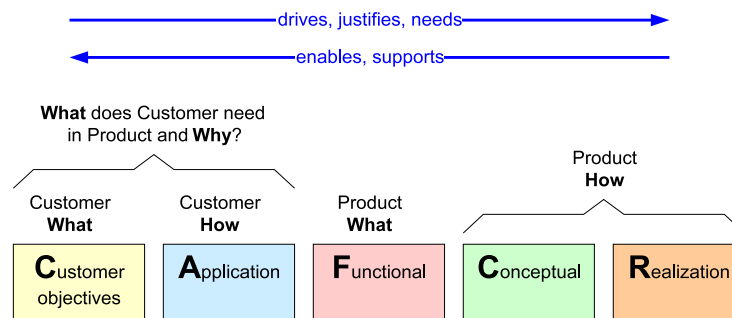 drives, justifies, needs
enables, supports
What does Customer need
in Product and Why?
Product
How
Customer
What
Customer
How
Product
What
Customer
objectives
Application
Functional
Conceptual
Realization